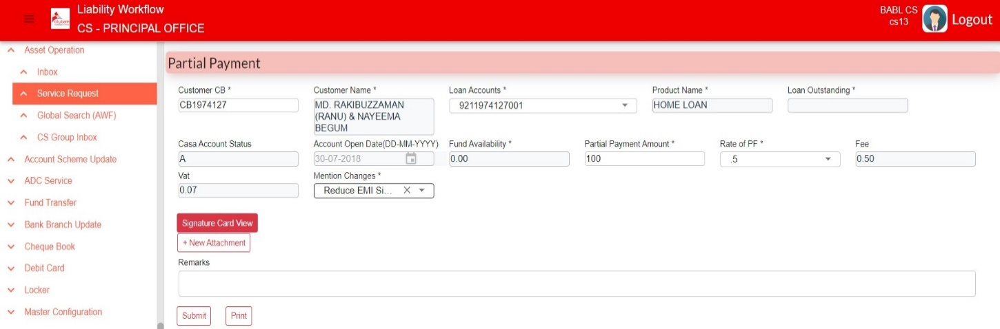 Liability Workflow
CS - PRINCIPAL OFFICE
BABL CS
cs13
Logout
city bank
Asset Operation
Inbox
Service Request
Global Search (AWF)
CS Group Inbox
Account Scheme Update
ADC Service
Fund Transfer
Bank Branch Update
Cheque Book
Debit Card
Locker
Master Configuration
Partial Payment
Customer CB *
CB1974127
Customer Name *
MD. RAKIBUZZAMAN
(RANU) & NAYEEMA
BEGUM
Loan Accounts *
9211974127001
Product Name *
HOME LOAN
Loan Outstanding *
Casa Account Status
A
Account Open Date(DD-MM-YYYY)
30-07-2018
Fund Availability *
0.00
Partial Payment Amount *
100
Rate of PF *
.5
Fee
0.50
Vat
0.07
Mention Changes *
Reduce EMI Si...
Signature Card View
+ New Attachment
Remarks
Submit
Print